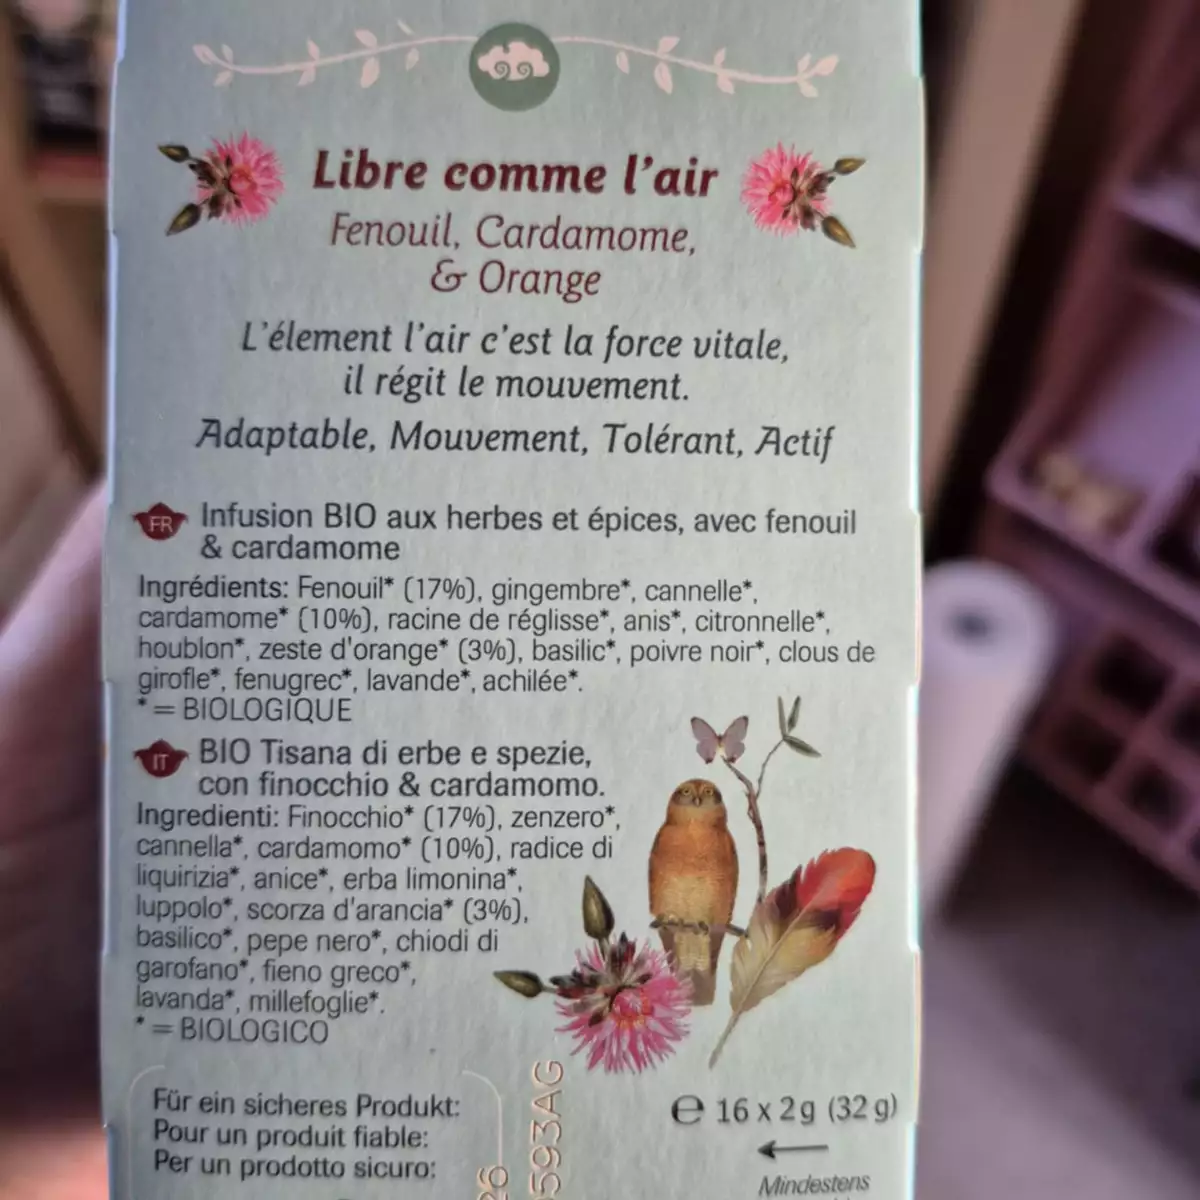 Libre comme l'air
Fenouil, Cardamome,
& Orange
L'élement l'air c'est la force vitale,
il régit le mouvement.
Adaptable, Mouvement, Tolérant, Actif
FR
Infusion BIO aux herbes et épices, avec fenouil
& cardamome
Ingrédients: Fenouil* (17%), gingembre*, cannelle*,
cardamome* (10%), racine de réglisse*, anis*, citronnelle*,
houblon*, zeste d'orange* (3%), basilic*, poivre noir*, clous de
girofle*, fenugrec*, lavande*, achilée*.
* = BIOLOGIQUE
IT
BIO Tisana di erbe e spezie,
con finocchio & cardamomo.
Ingredienti: Finocchio* (17%), zenzero*,
cannella*, cardamomo* (10%), radice di
liquirizia*, anice*, erba limonina*,
luppolo*, scorza d'arancia* (3%),
basilico*, pepe nero*, chiodi di
garofano*, fieno greco*,
lavanda*, millefoglie*.
* = BIOLOGICO
Für ein sicheres Produkt:
Pour un produit fiable:
Per un prodotto sicuro:
℮ 16 x 2g (32 g)
Mindestens